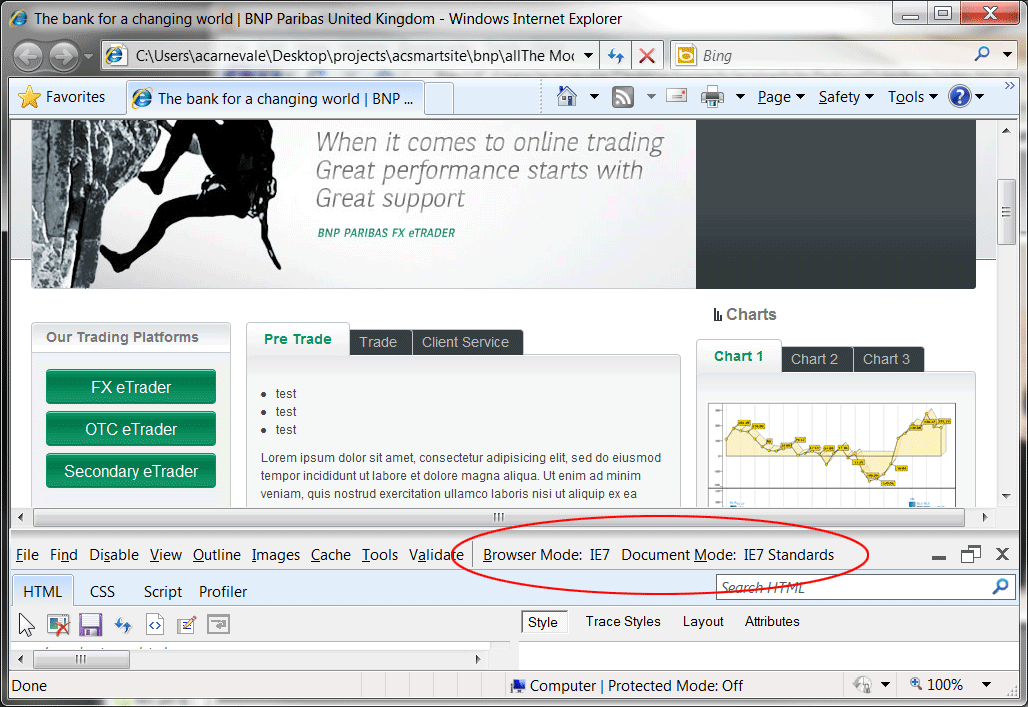 The bank for a changing world | BNP Paribas United Kingdom - Windows Internet Explorer
C:\Users\acarnevale\Desktop\projects\acsmartsite\bnp\allThe Moc
Bing
Favorites
The bank for a changing world | BNP ...
Page Safety Tools
When it comes to online trading
Great performance starts with
Great support
BNP PARIBAS FX eTRADER
Charts
Our Trading Platforms
Pre Trade Trade Client Service
Chart 1 Chart 2 Chart 3
FX eTrader
OTC eTrader
Secondary eTrader
test
test
test
Lorem ipsum dolor sit amet, consectetur adipisicing elit, sed do eiusmod
tempor incididunt ut labore et dolore magna aliqua. Ut enim ad minim
veniam, quis nostrud exercitation ullamco laboris nisi ut aliquip ex ea
File Find Disable View Outline Images Cache Tools Validate Browser Mode: IE7 Document Mode: IE7 Standards
HTML CSS Script Profiler
Search HTML
Style Trace Styles Layout Attributes
Done
Computer | Protected Mode: Off
100%